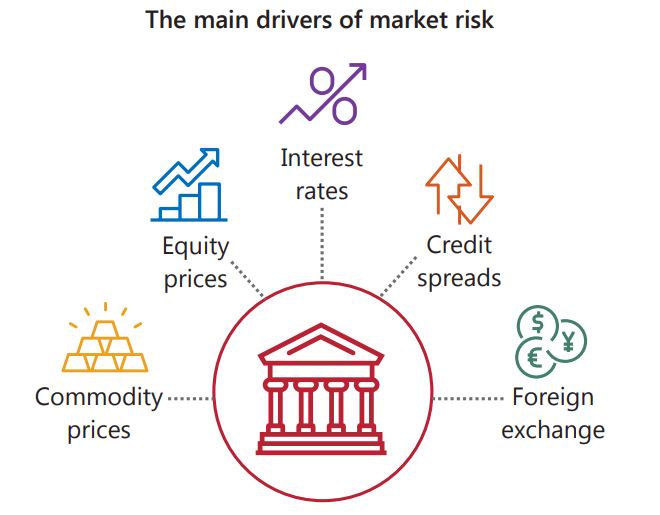 The main drivers of market risk
Interest
rates
Equity
prices
Credit
spreads
Commodity
prices
Foreign
exchange
$
€
¥